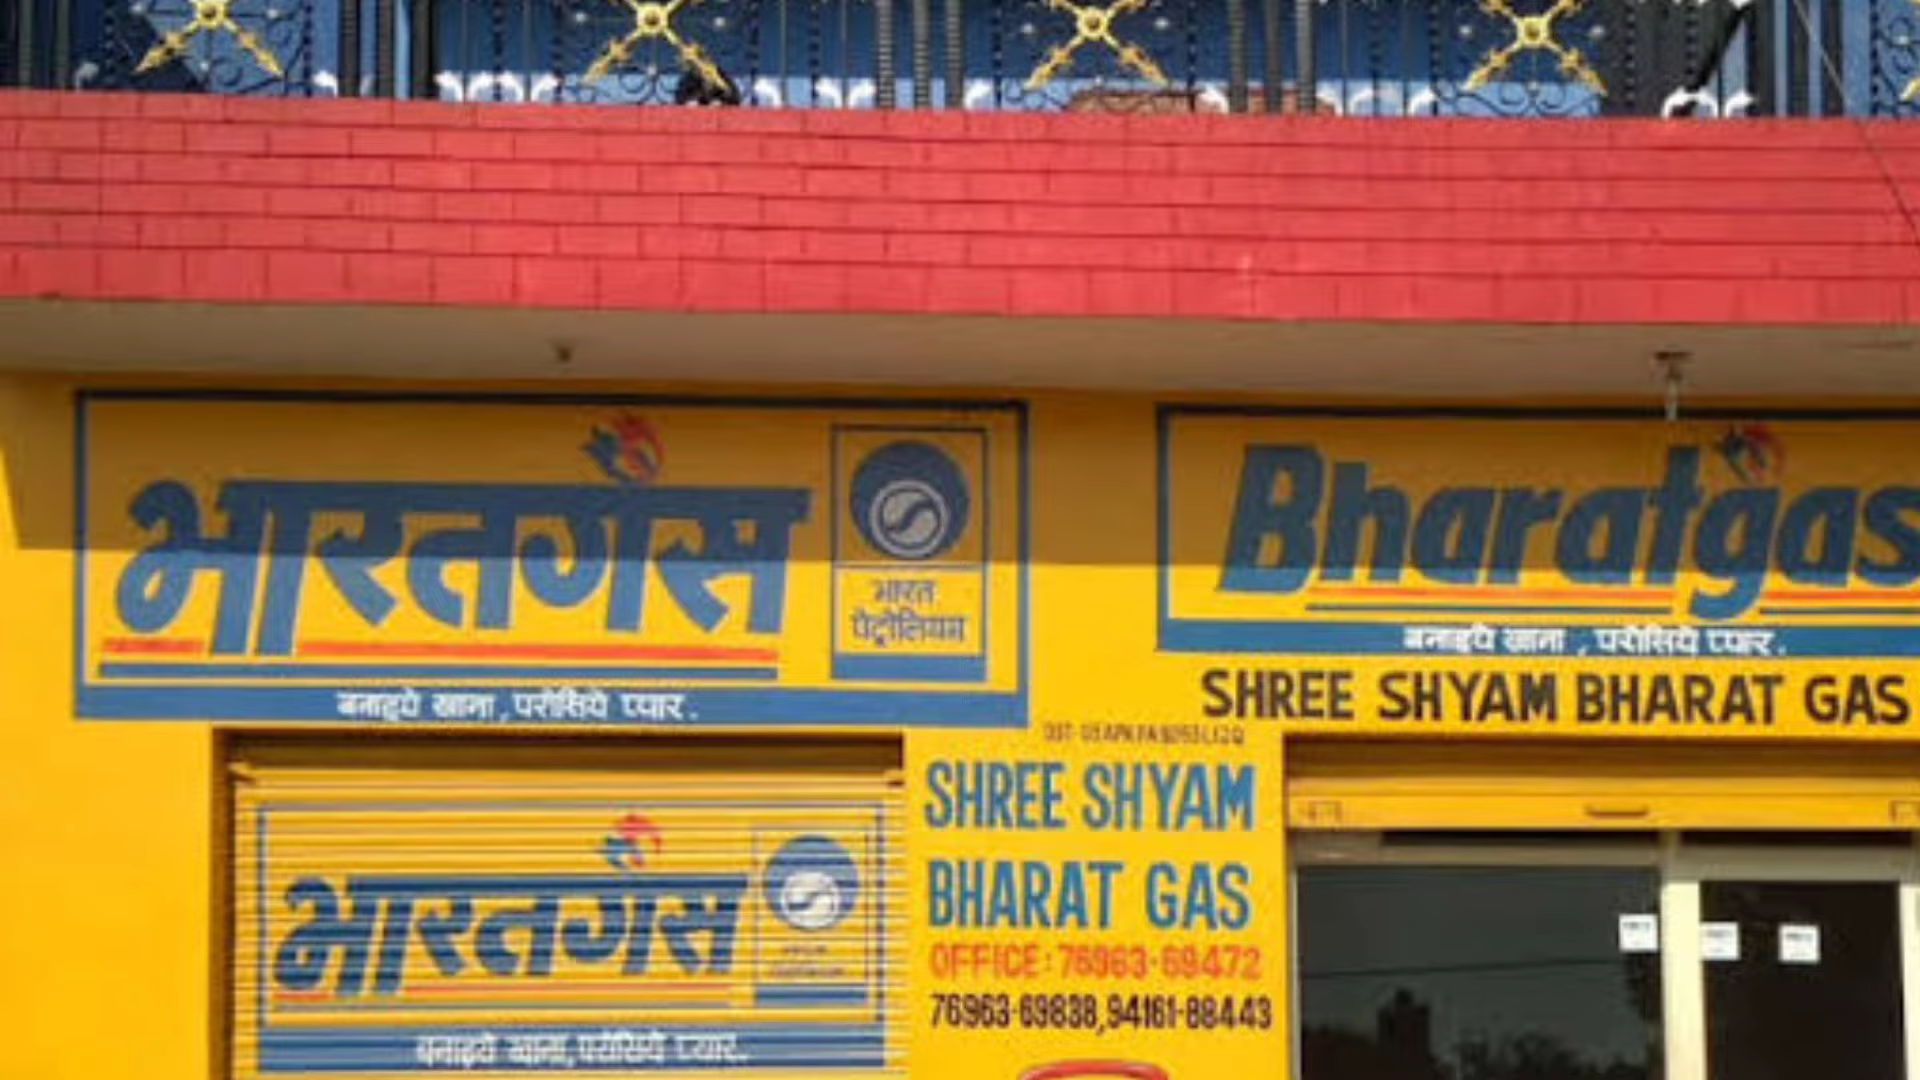 भारतगैस
भारत
पेट्रोलियम
बनाइये खाना, परोसिये प्यार.
Bharatgas
बनाइये खाना, परोसिये प्यार.
SHREE SHYAM BHARAT GAS
SHREE SHYAM
BHARAT GAS
OFFICE: 76963-69472
76963-69838, 94161-88443
भारतगैस
बनाइये खाना, परोसिये प्यार.